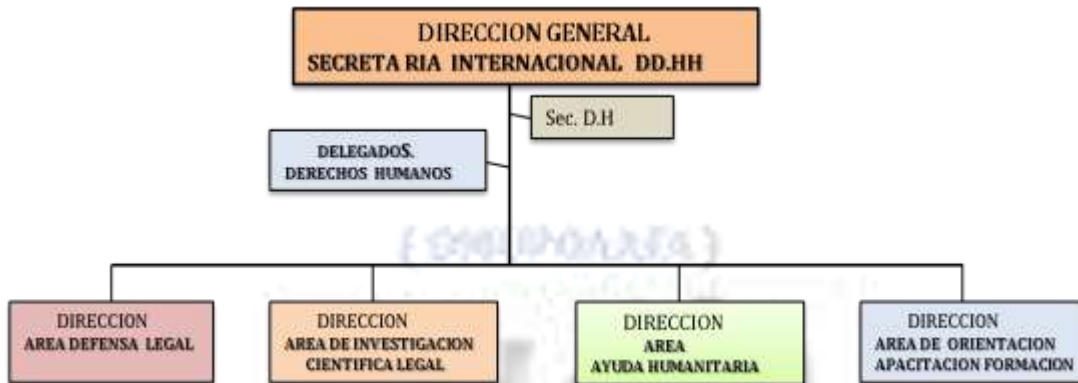 DIRECCION GENERAL
SECRETA RIA INTERNACIONAL DD.HH
Sec. D.H
DELEGADOS.
DERECHOS HUMANOS
DIRECCION
AREA DEFENSA LEGAL
DIRECCION
AREA DE INVESTIGACION
CIENTIFICA LEGAL
DIRECCION
AREA
AYUDA HUMANITARIA
DIRECCION
AREA DE ORIENTACION
APACITACION FORMACION